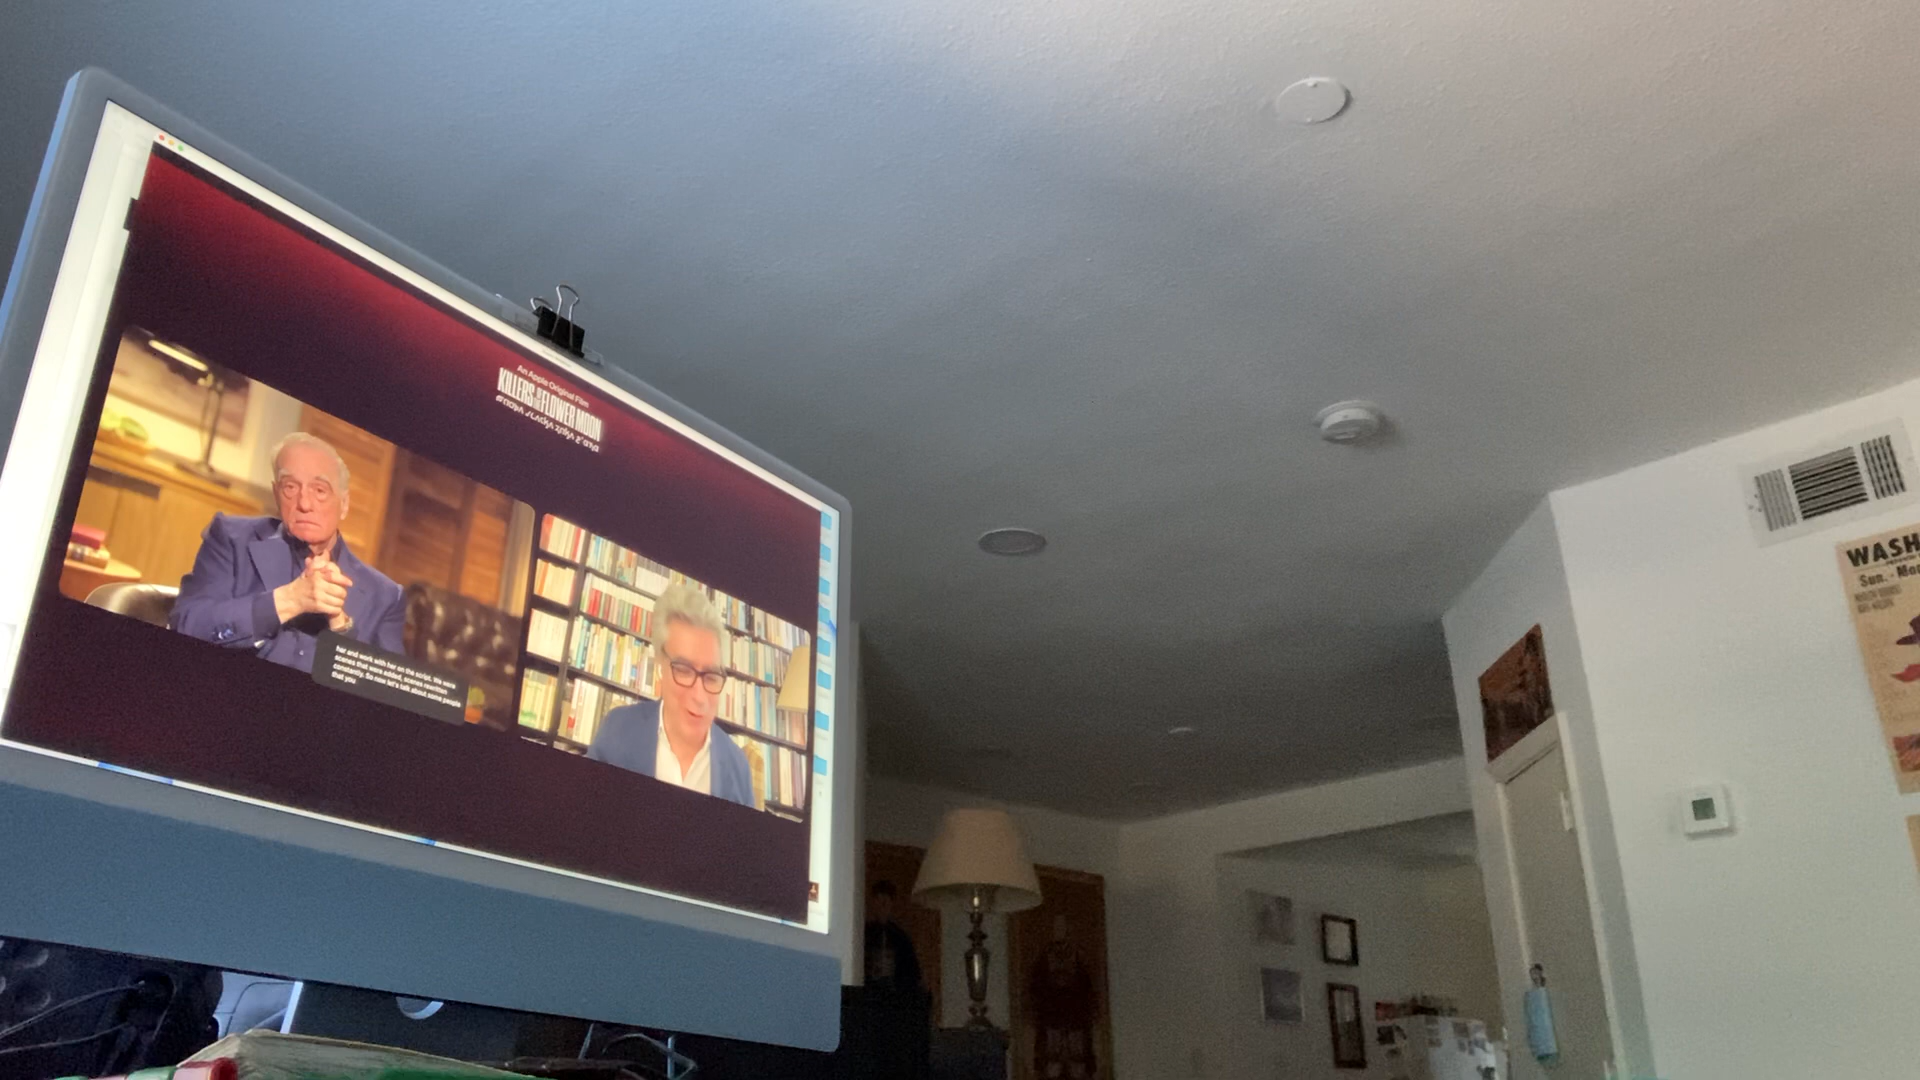 An Apple Original Film
KILLERS OF THE FLOWER MOON
her and work with her on the script. We were
scenes that were added, scenes rewritten
constantly. So now let's talk about some people
that you
WASH
Sun. - Mon